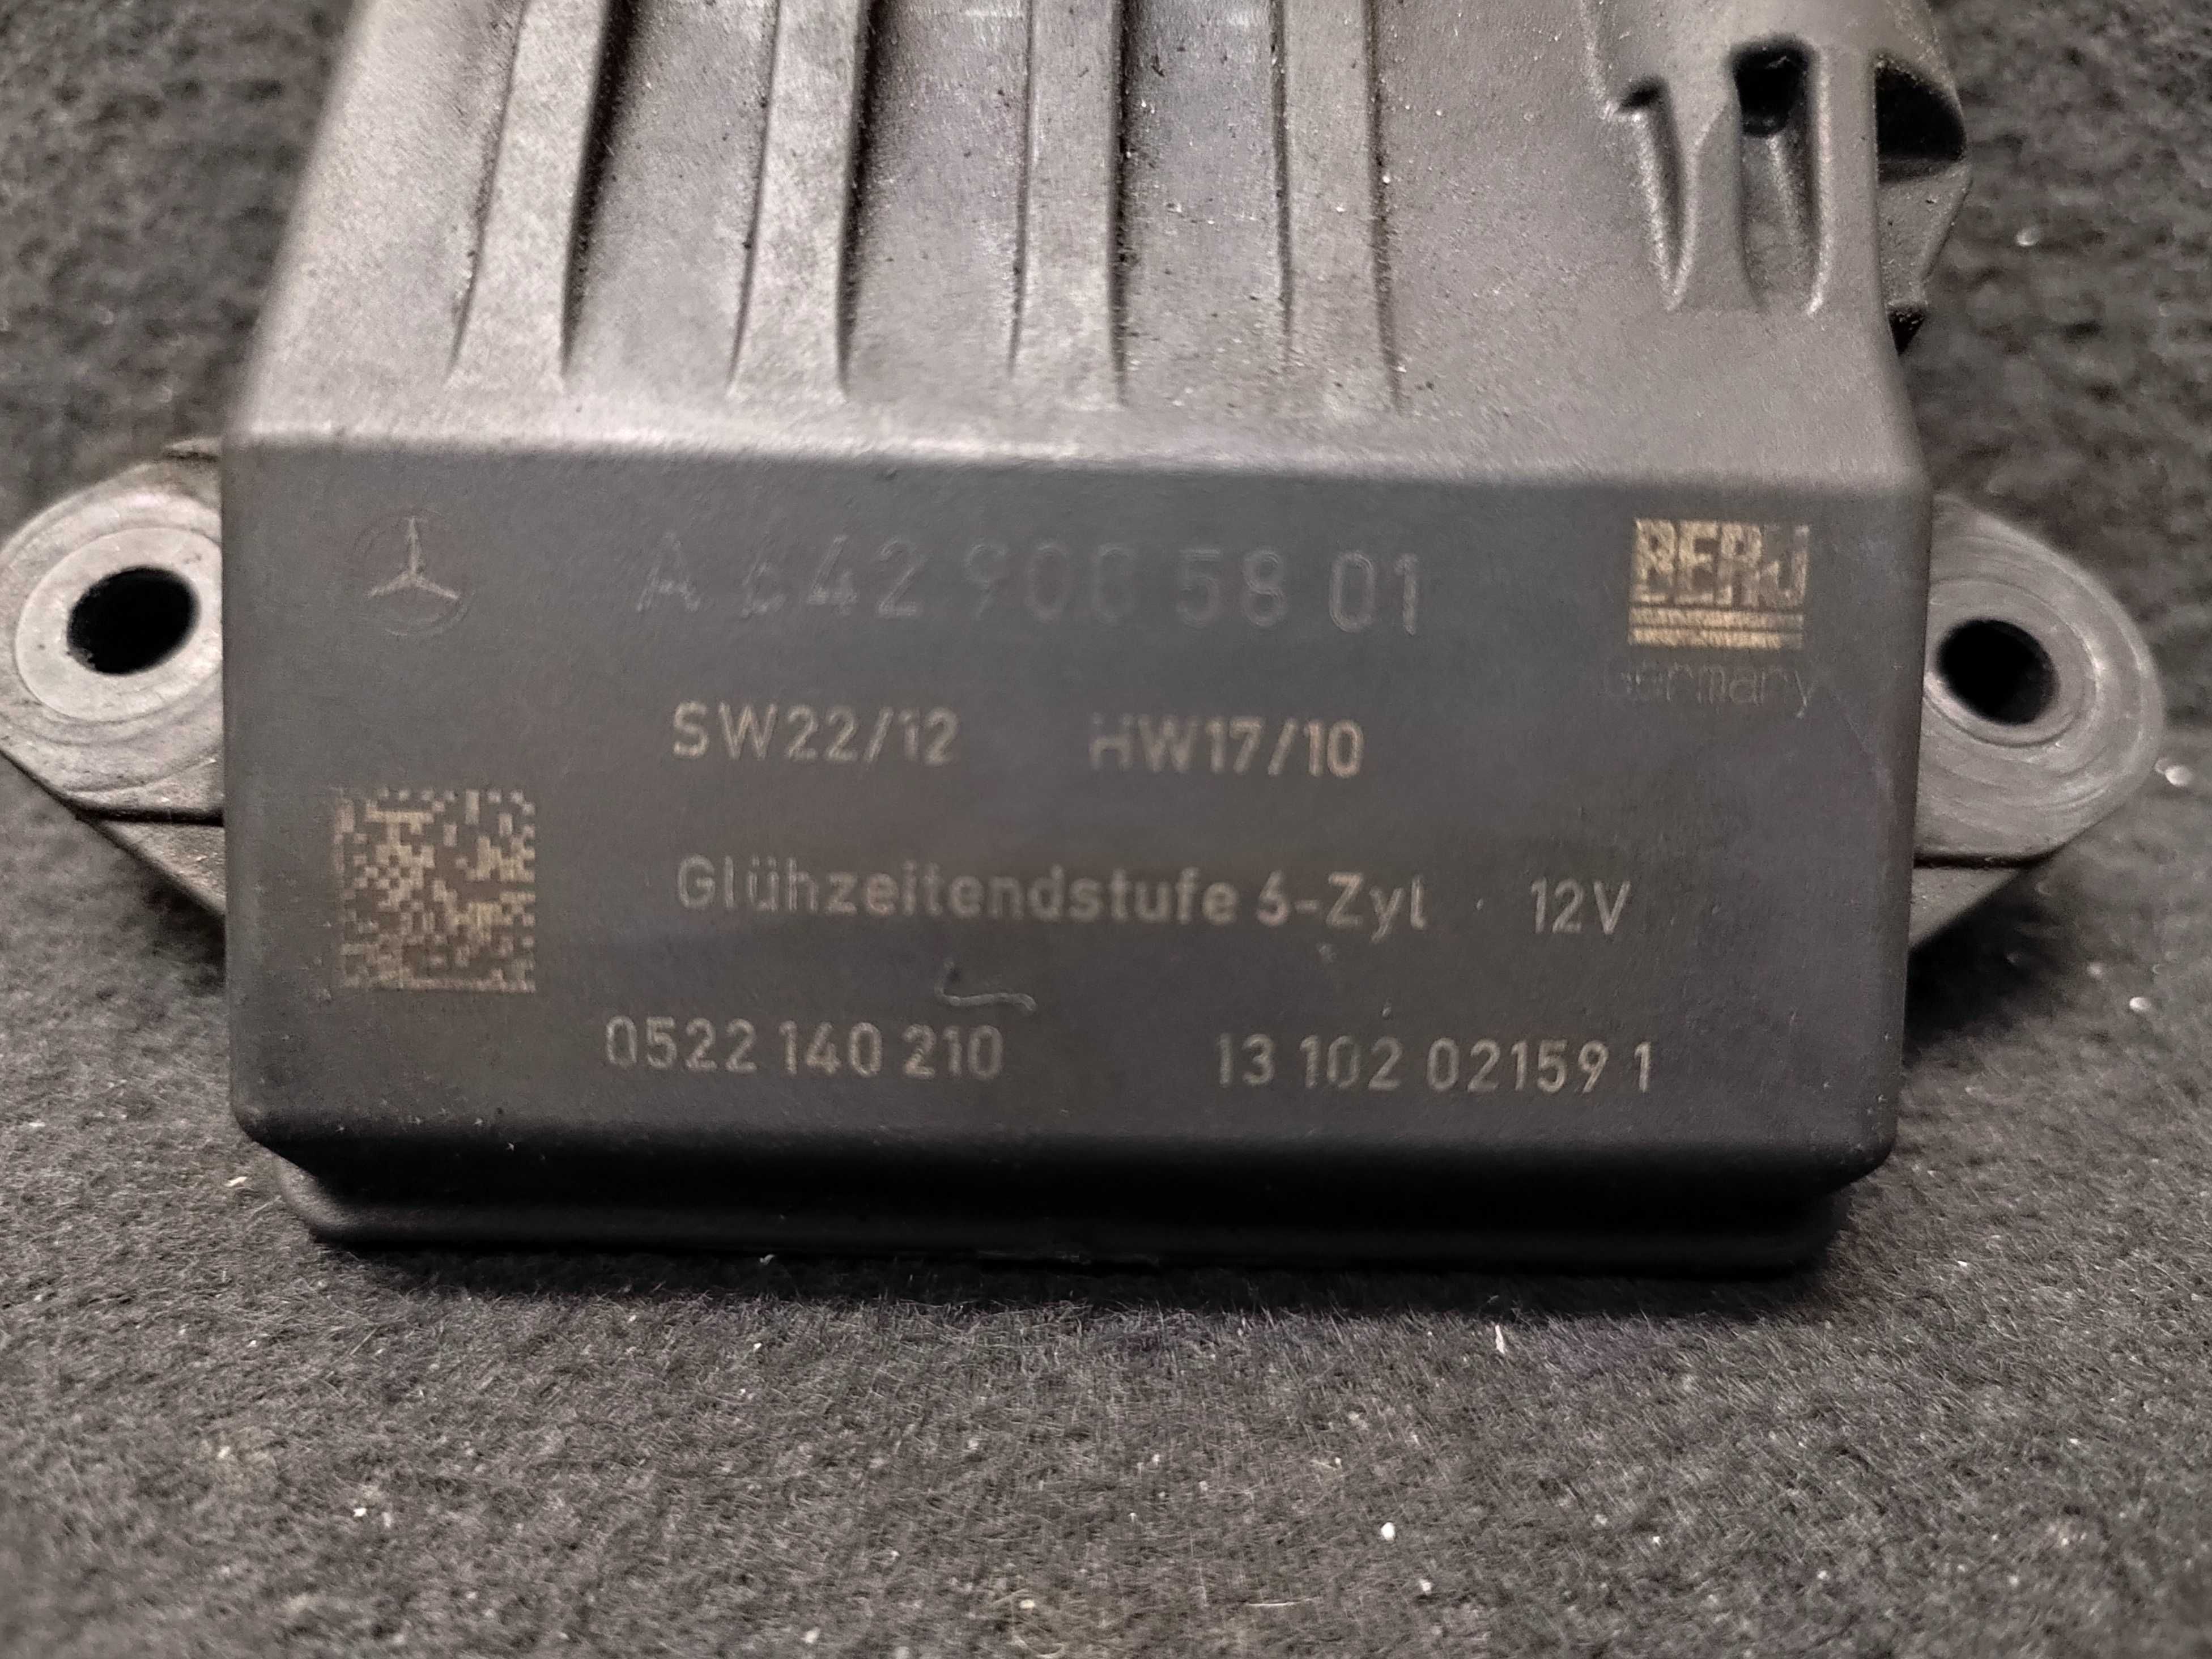 A 642 900 58 01
BERU
Germany
SW22/12 HW17/10
Glühzeitendstufe 6-Zyl · 12V
0522 140 210 13 102 02159 1